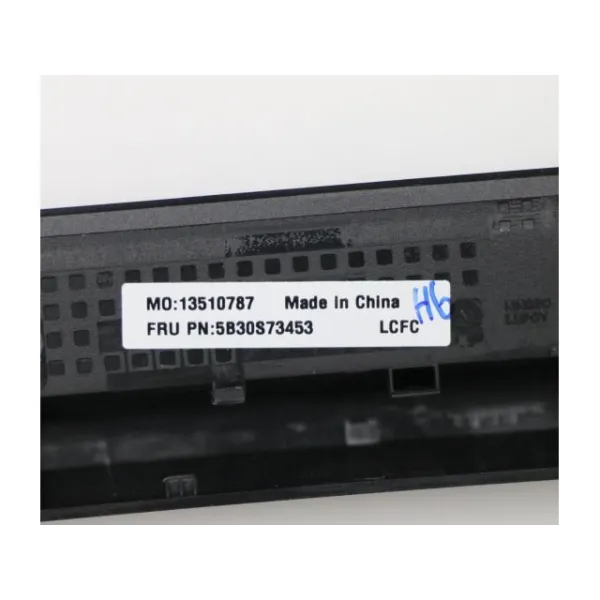 MO:13510787 Made in China H6
FRU PN:5B30S73453 LCFC